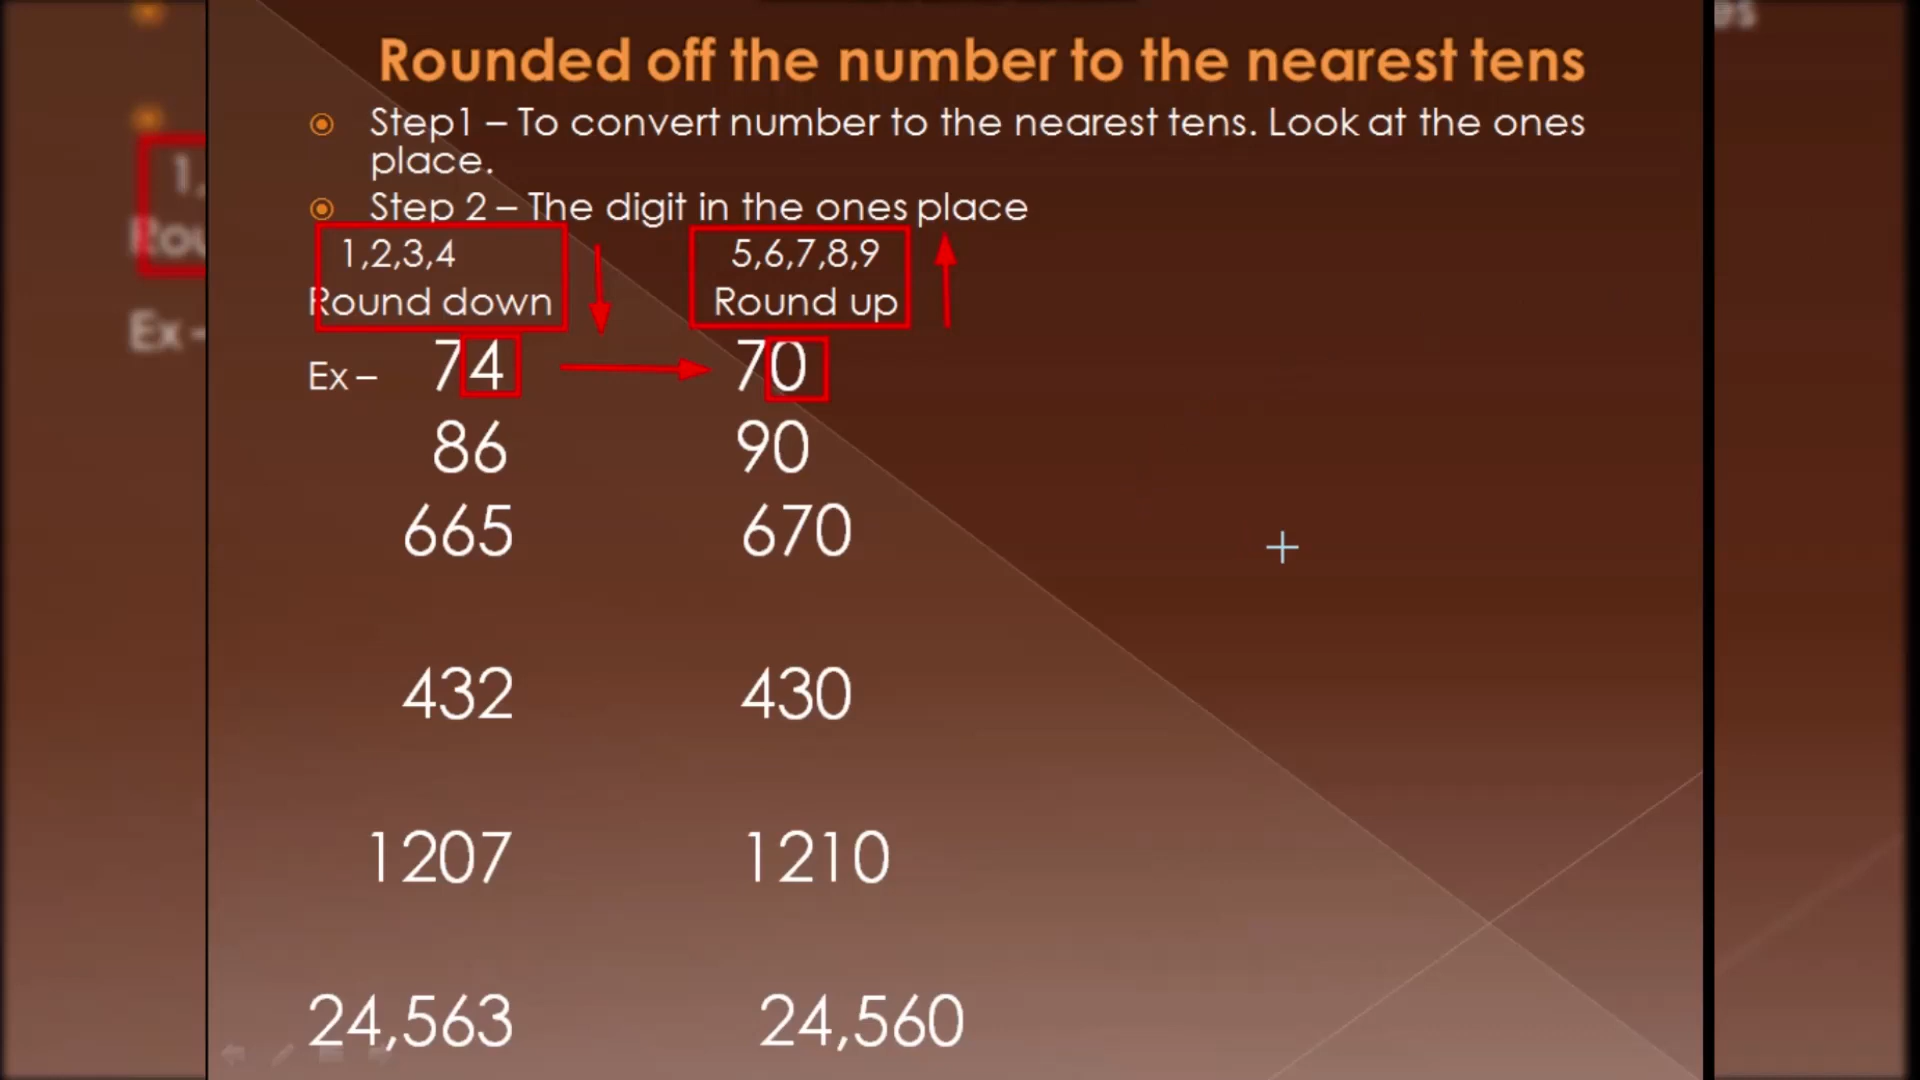 Rounded off the number to the nearest tens
Step1 – To convert number to the nearest tens. Look at the ones
place.
Step 2 – The digit in the ones place
1,2,3,4 5,6,7,8,9
Round down Round up
Ex – 74 70
86 90
665 670
432 430
1207 1210
24,563 24,560